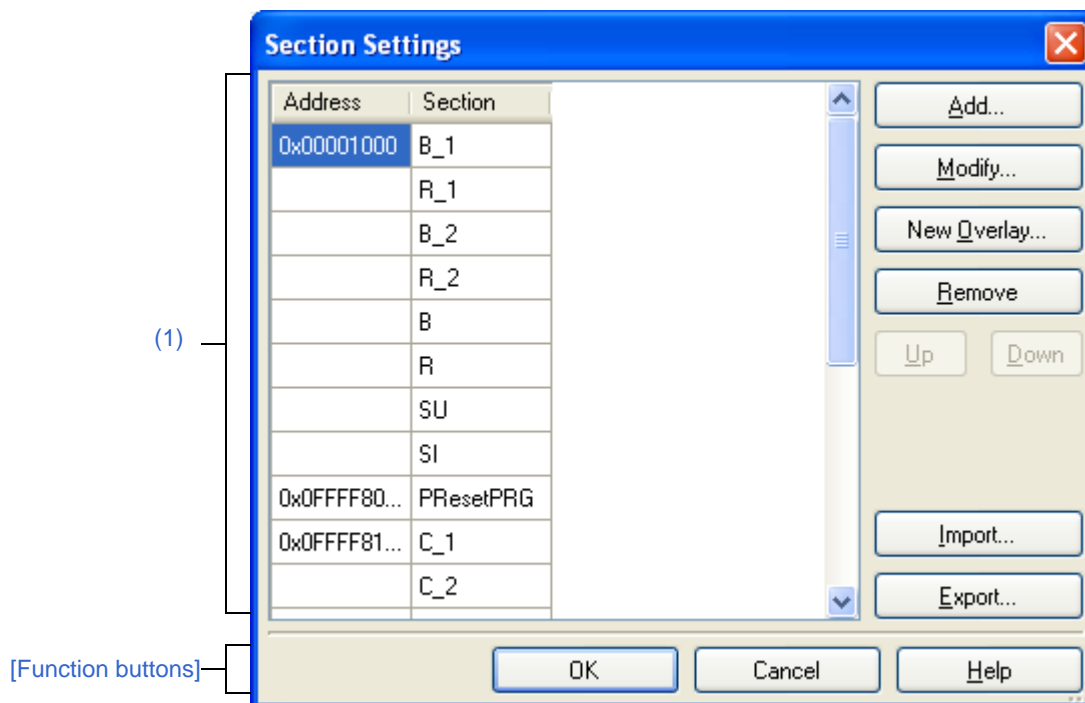 Section Settings
Address Section
0x00001000 B_1
R_1
B_2
R_2
B
R
SU
SI
0x0FFFF80... PResetPRG
0x0FFFF81... C_1
C_2
Add...
Modify...
New Overlay...
Remove
Up Down
Import...
Export...
(1)
[Function buttons]
OK Cancel Help